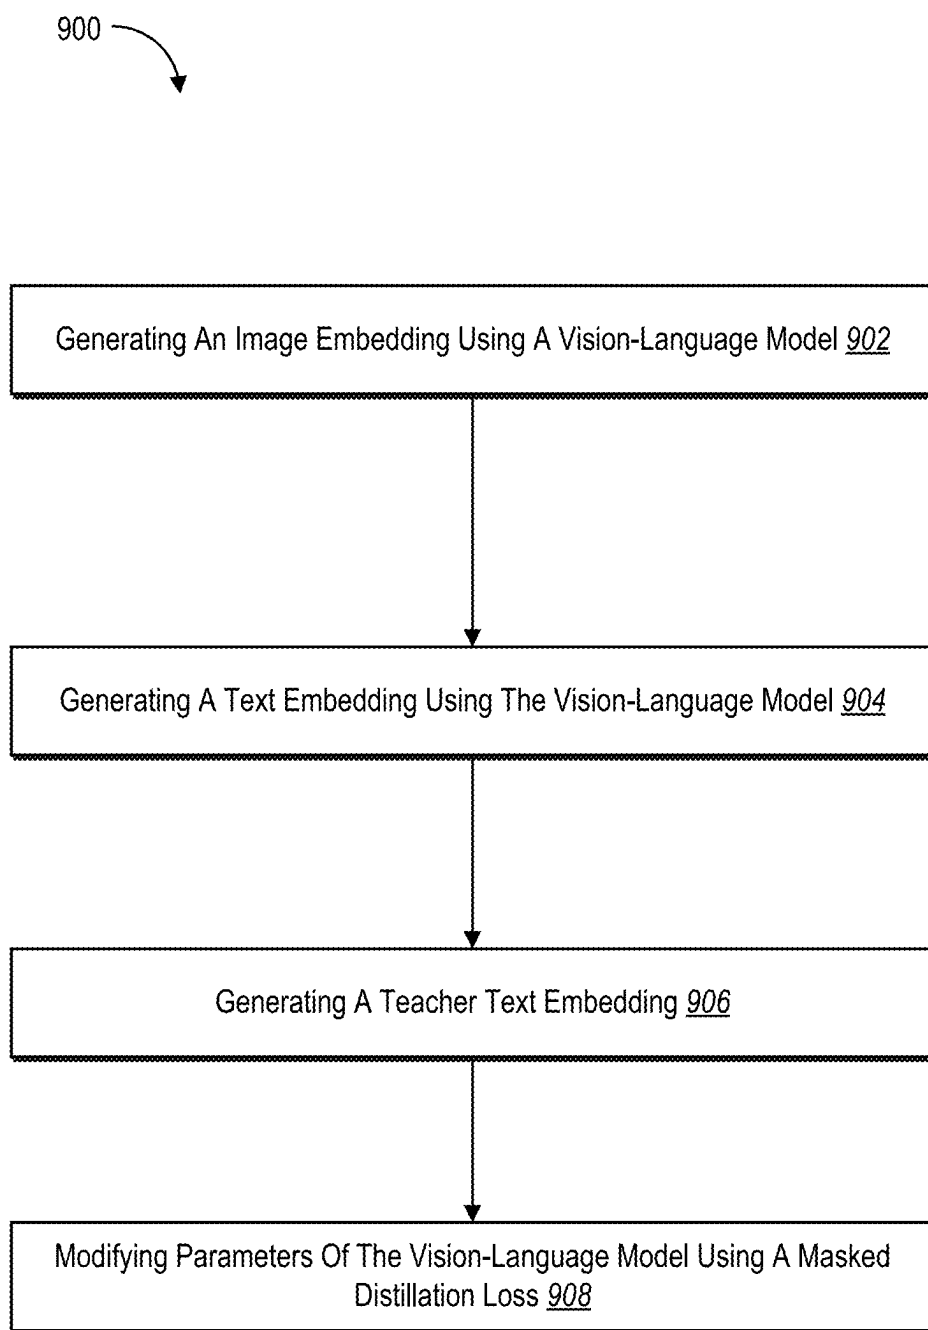 900
Generating An Image Embedding Using A Vision-Language Model 902
Generating A Text Embedding Using The Vision-Language Model 904
Generating A Teacher Text Embedding 906
Modifying Parameters Of The Vision-Language Model Using A Masked
Distillation Loss 908